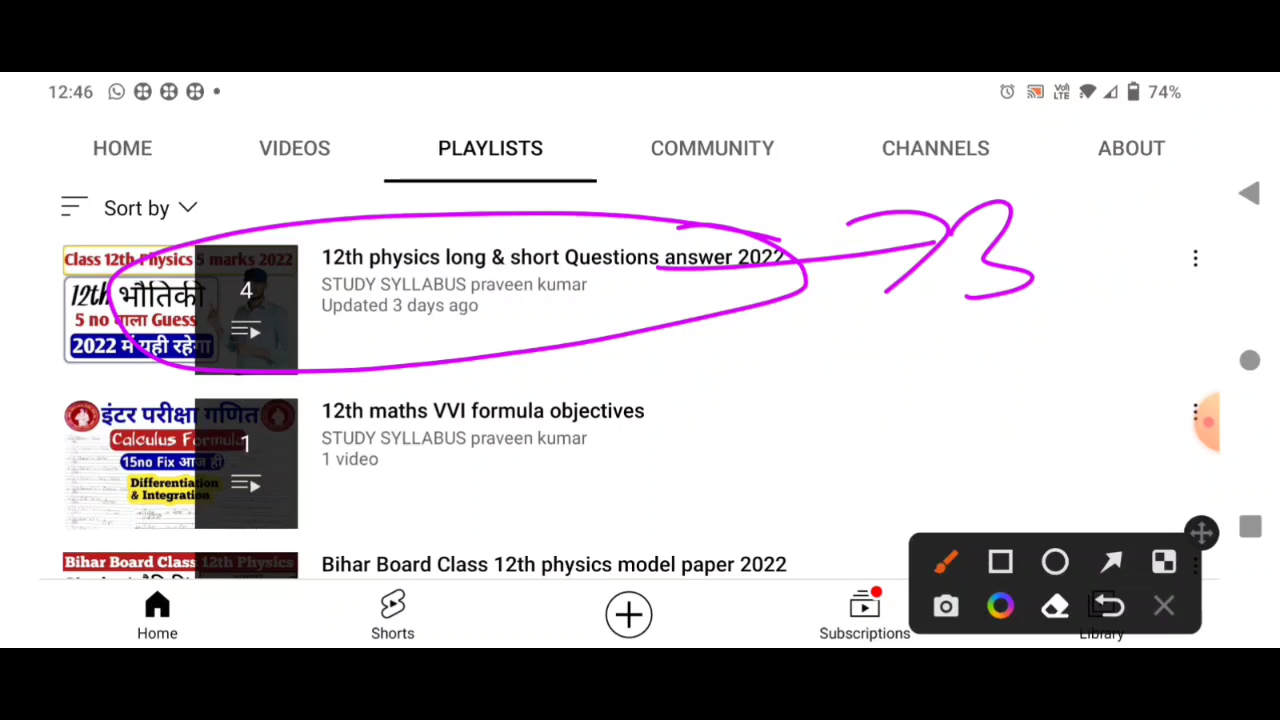 12:46 Vo) LTE 74%
HOME VIDEOS PLAYLISTS COMMUNITY CHANNELS ABOUT
Sort by
Class 12th Physics 5 marks 2022
12th भौतिकी
5 no वाला Guess
2022 में यही रहेगा
4
12th physics long & short Questions answer 2022
STUDY SYLLABUS praveen kumar
Updated 3 days ago
3
इंटर परीक्षा गणित
Calculus Formula
15no Fix आज ही
Differentiation
& Integration
1
12th maths VVI formula objectives
STUDY SYLLABUS praveen kumar
1 video
Bihar Board Class 12th Physics
Bihar Board Class 12th physics model paper 2022
Home Shorts Subscriptions Library